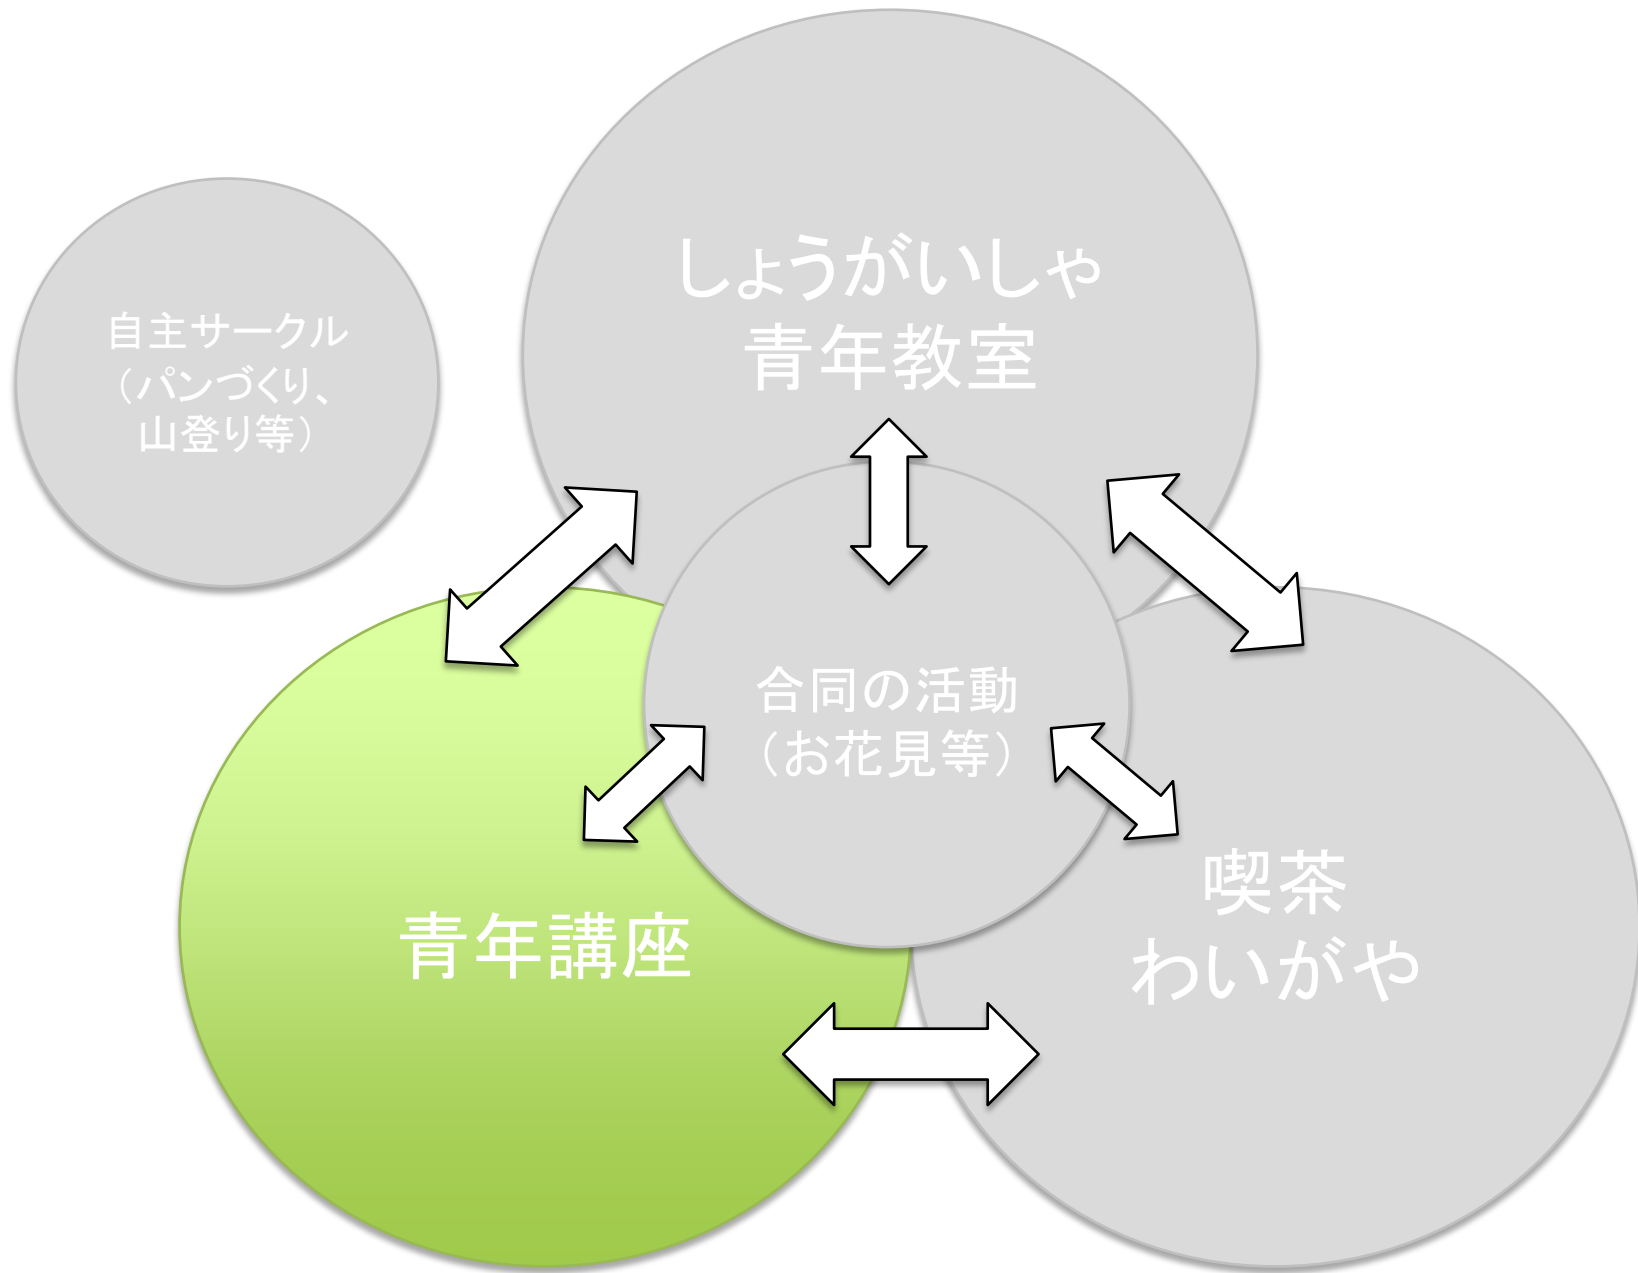 しょうがいしゃ
青年教室
自主サークル
（パンづくり、
山登り等）
合同の活動
（お花見等）
青年講座
喫茶
わいがや